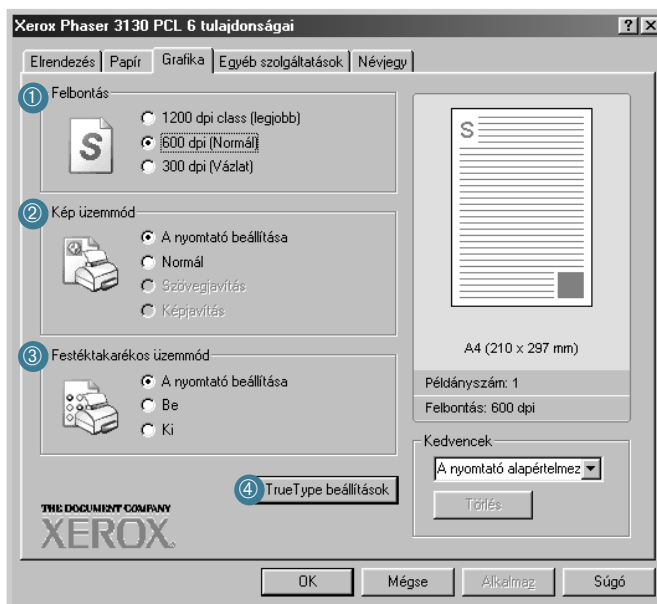 Xerox Phaser 3130 PCL 6 tulajdonságai
Elrendezés Papír Grafika Egyéb szolgáltatások Névjegy
1 Felbontás
1200 dpi class (legjobb)
600 dpi (Normál)
300 dpi (Vázlat)
S
2 Kép üzemmód
A nyomtató beállítása
Normál
Szövegjavítás
Képjavítás
3 Festéktakarékos üzemmód
A nyomtató beállítása
Be
Ki
4 TrueType beállítások
THE DOCUMENT COMPANY
XEROX
S
A4 (210 x 297 mm)
Példányszám: 1
Felbontás: 600 dpi
Kedvencek
A nyomtató alapértelmez
Törlés
OK Mégse Alkalmaz Súgó